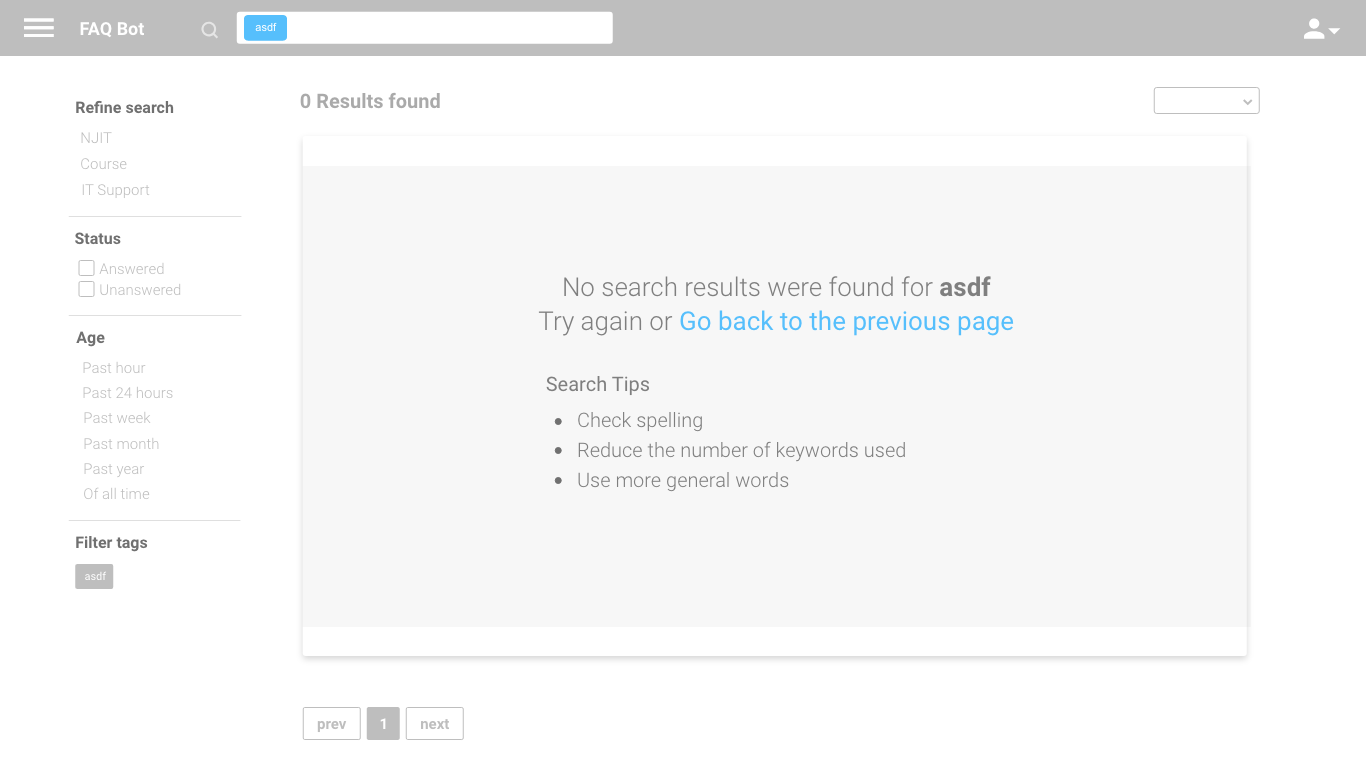 FAQ Bot
asdf
Refine search
NJIT
Course
IT Support
Status
Answered
Unanswered
Age
Past hour
Past 24 hours
Past week
Past month
Past year
Of all time
Filter tags
asdf
0 Results found
No search results were found for asdf
Try again or Go back to the previous page
Search Tips
• Check spelling
• Reduce the number of keywords used
• Use more general words
prev 1 next